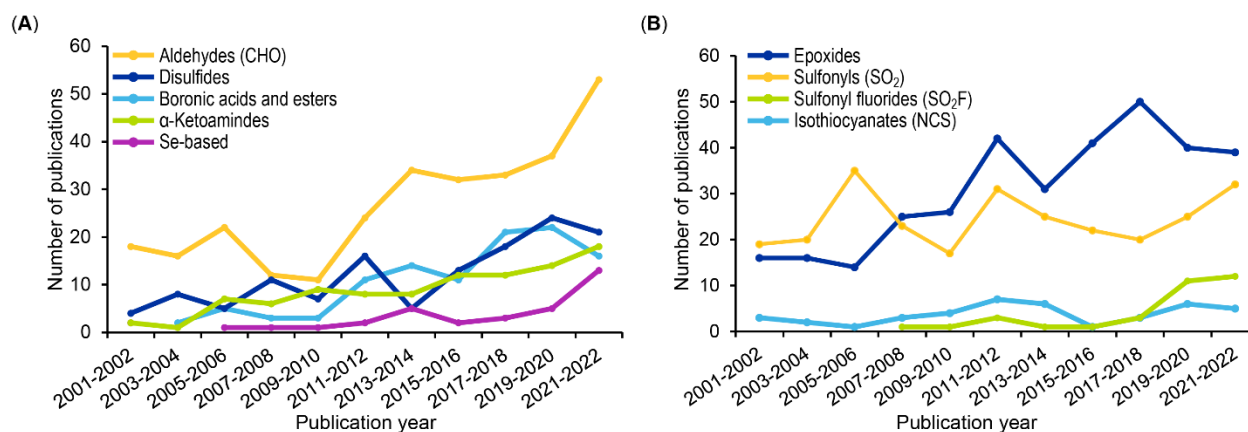 (A)
Number of publications
60
50
40
30
20
10
0
Aldehydes (CHO)
Disulfides
Boronic acids and esters
α-Ketoamindes
Se-based
2001-2002
2003-2004
2005-2006
2007-2008
2009-2010
2011-2012
2013-2014
2015-2016
2017-2018
2019-2020
2021-2022
Publication year
(B)
Number of publications
60
50
40
30
20
10
0
Epoxides
Sulfonyls (SO₂)
Sulfonyl fluorides (SO₂F)
Isothiocyanates (NCS)
2001-2002
2003-2004
2005-2006
2007-2008
2009-2010
2011-2012
2013-2014
2015-2016
2017-2018
2019-2020
2021-2022
Publication year